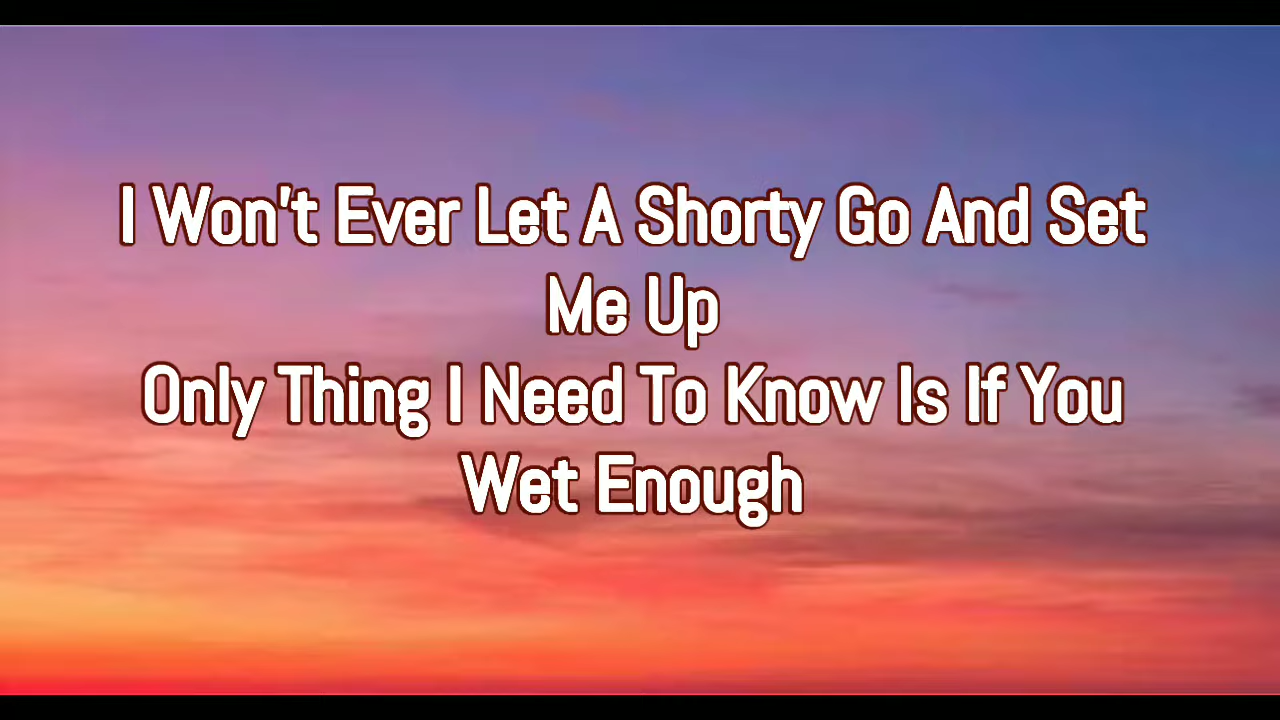 I Won't Ever Let A Shorty Go And Set
Me Up
Only Thing I Need To Know Is If You
Wet Enough